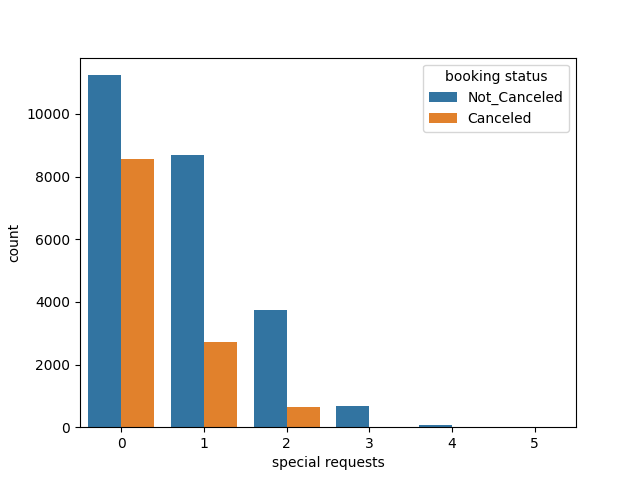 booking status
Not_Canceled
Canceled
10000
8000
6000
4000
2000
0
count
0 1 2 3 4 5
special requests